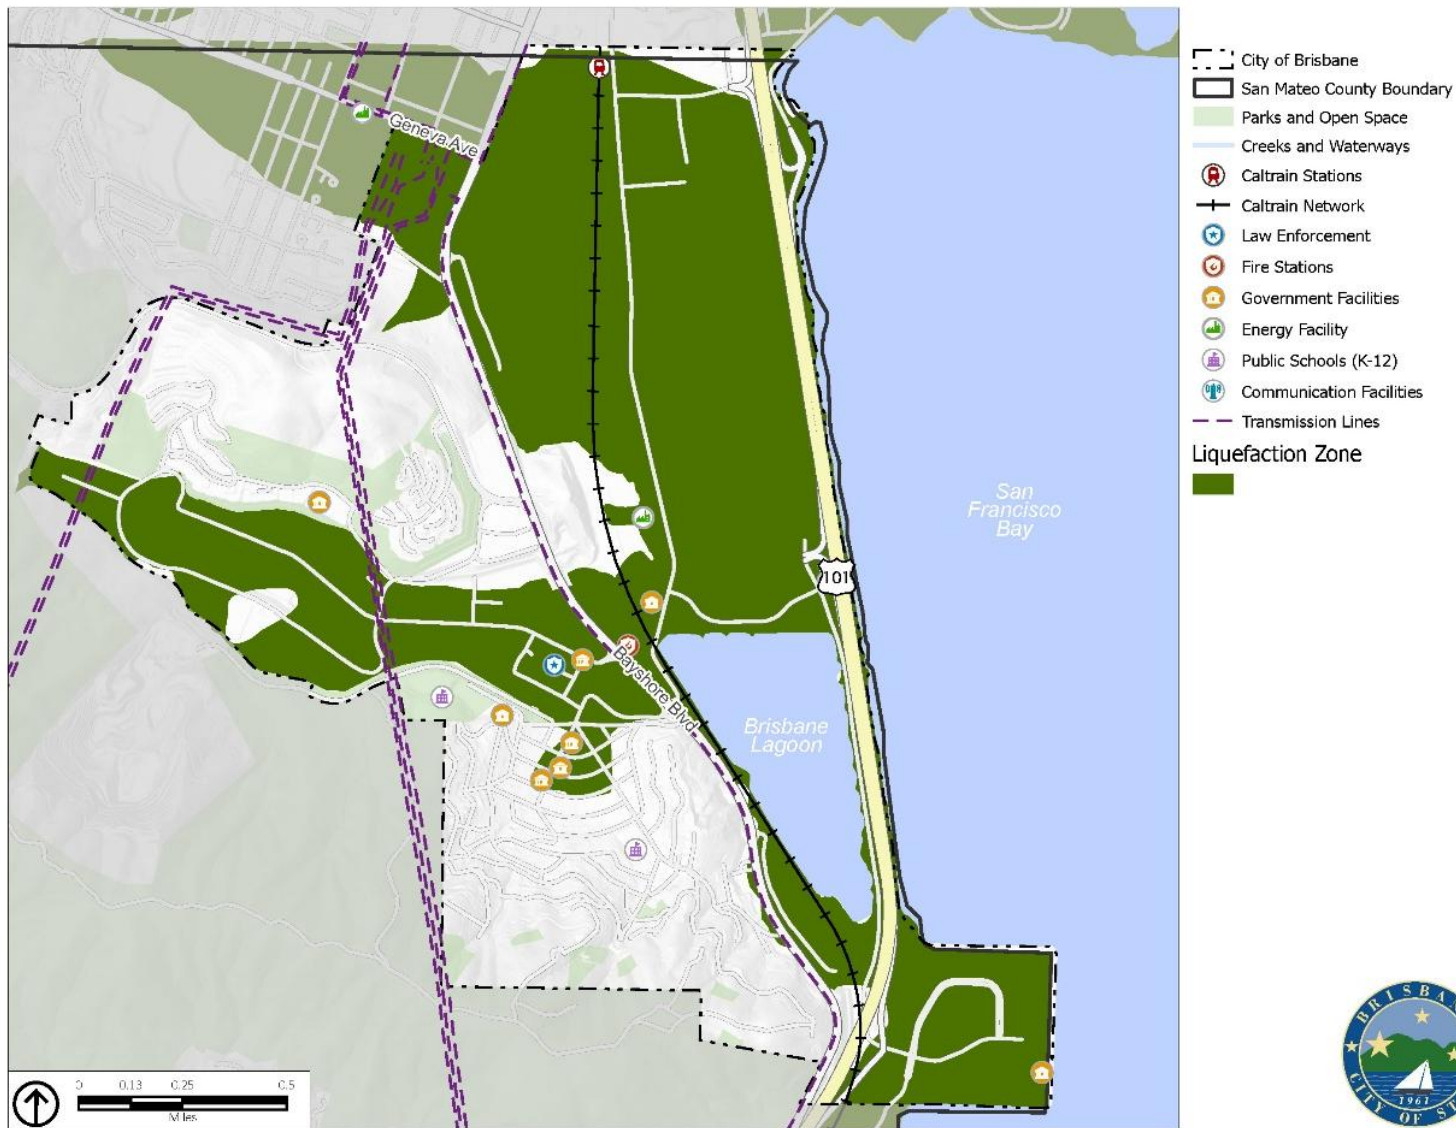 City of Brisbane
San Mateo County Boundary
Parks and Open Space
Creeks and Waterways
Caltrain Stations
Caltrain Network
Law Enforcement
Fire Stations
Government Facilities
Energy Facility
Public Schools (K-12)
Communication Facilities
Transmission Lines
Liquefaction Zone
Geneva Ave
San
Francisco
Bay
101
Bayshore Blvd
Brisbane
Lagoon
0 0.13 0.25 0.5
Miles
CITY OF
1961